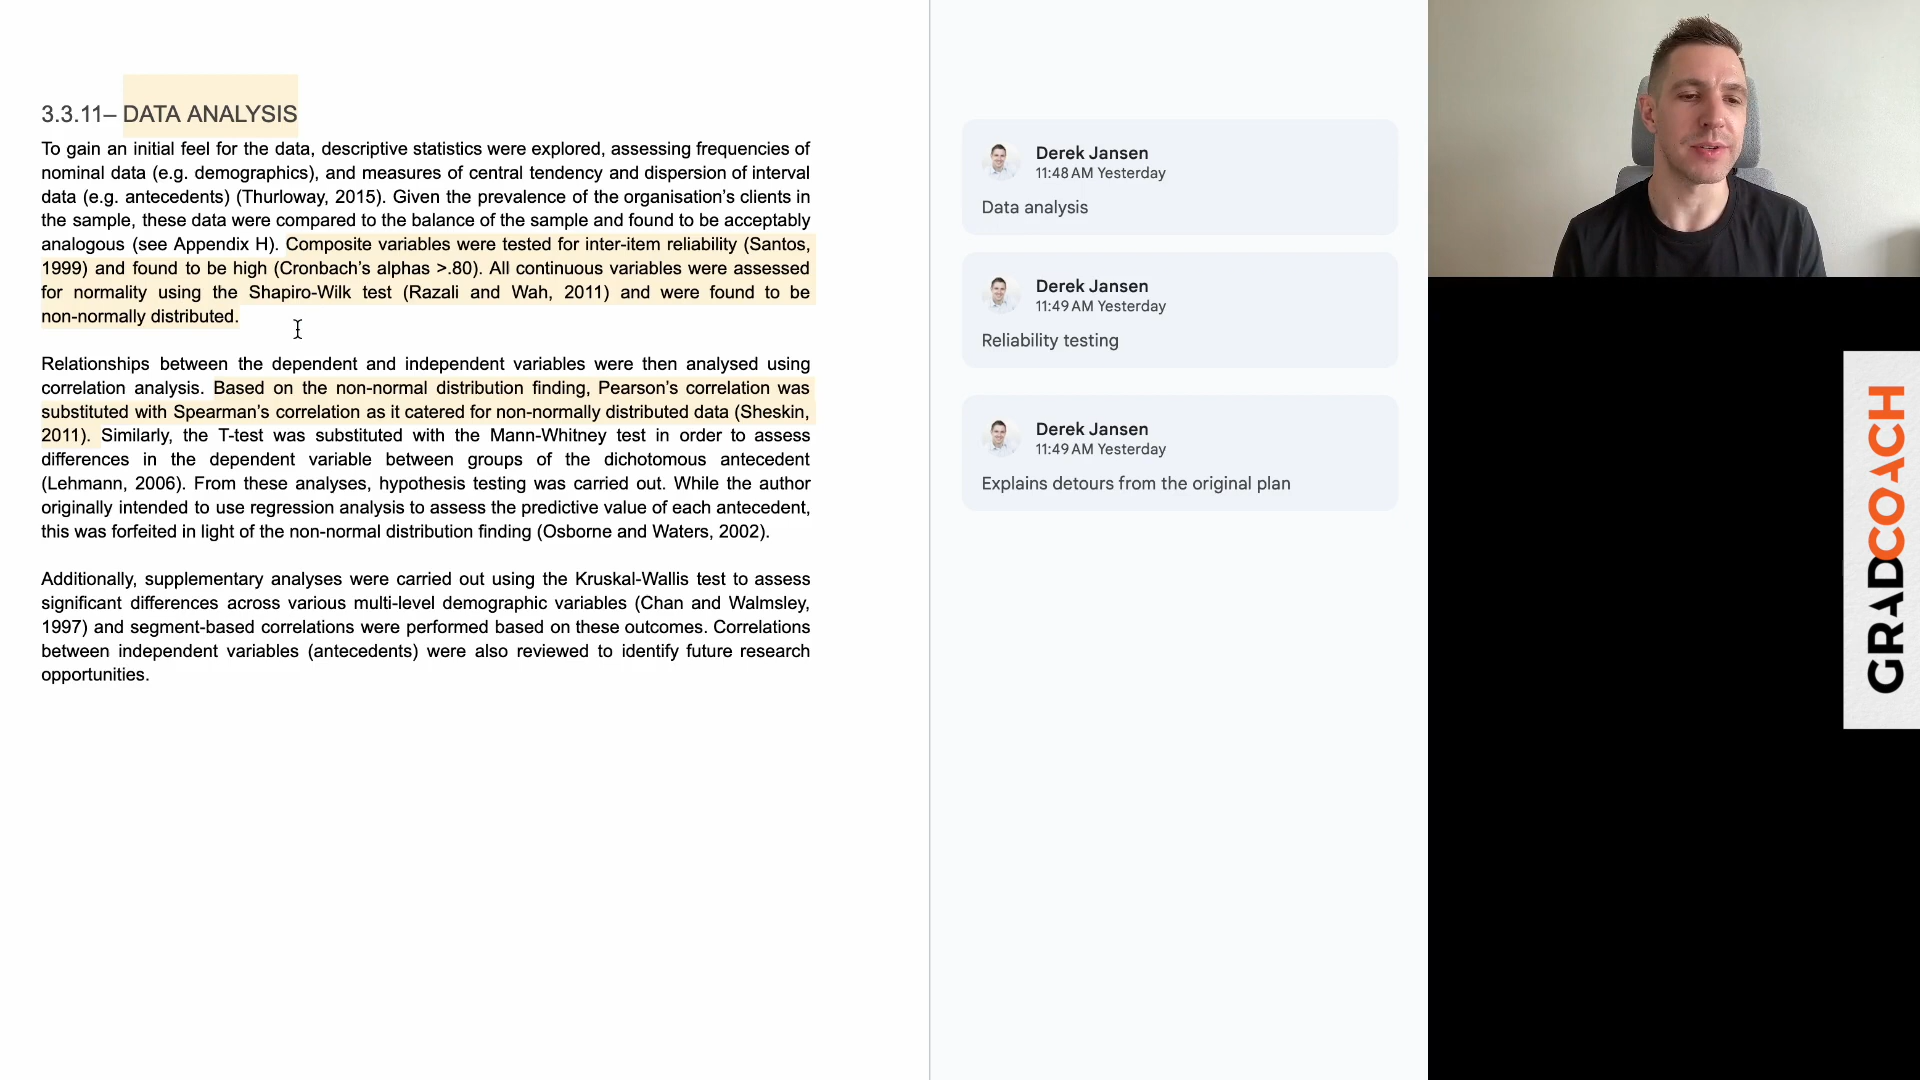 3.3.11– DATA ANALYSIS
To gain an initial feel for the data, descriptive statistics were explored, assessing frequencies of
nominal data (e.g. demographics), and measures of central tendency and dispersion of interval
data (e.g. antecedents) (Thurloway, 2015). Given the prevalence of the organisation’s clients in
the sample, these data were compared to the balance of the sample and found to be acceptably
analogous (see Appendix H). Composite variables were tested for inter-item reliability (Santos,
1999) and found to be high (Cronbach’s alphas >.80). All continuous variables were assessed
for normality using the Shapiro-Wilk test (Razali and Wah, 2011) and were found to be
non-normally distributed.
Relationships between the dependent and independent variables were then analysed using
correlation analysis. Based on the non-normal distribution finding, Pearson’s correlation was
substituted with Spearman’s correlation as it catered for non-normally distributed data (Sheskin,
2011). Similarly, the T-test was substituted with the Mann-Whitney test in order to assess
differences in the dependent variable between groups of the dichotomous antecedent
(Lehmann, 2006). From these analyses, hypothesis testing was carried out. While the author
originally intended to use regression analysis to assess the predictive value of each antecedent,
this was forfeited in light of the non-normal distribution finding (Osborne and Waters, 2002).
Additionally, supplementary analyses were carried out using the Kruskal-Wallis test to assess
significant differences across various multi-level demographic variables (Chan and Walmsley,
1997) and segment-based correlations were performed based on these outcomes. Correlations
between independent variables (antecedents) were also reviewed to identify future research
opportunities.
Derek Jansen
11:48 AM Yesterday
Data analysis
Derek Jansen
11:49 AM Yesterday
Reliability testing
Derek Jansen
11:49 AM Yesterday
Explains detours from the original plan
GRADCOACH